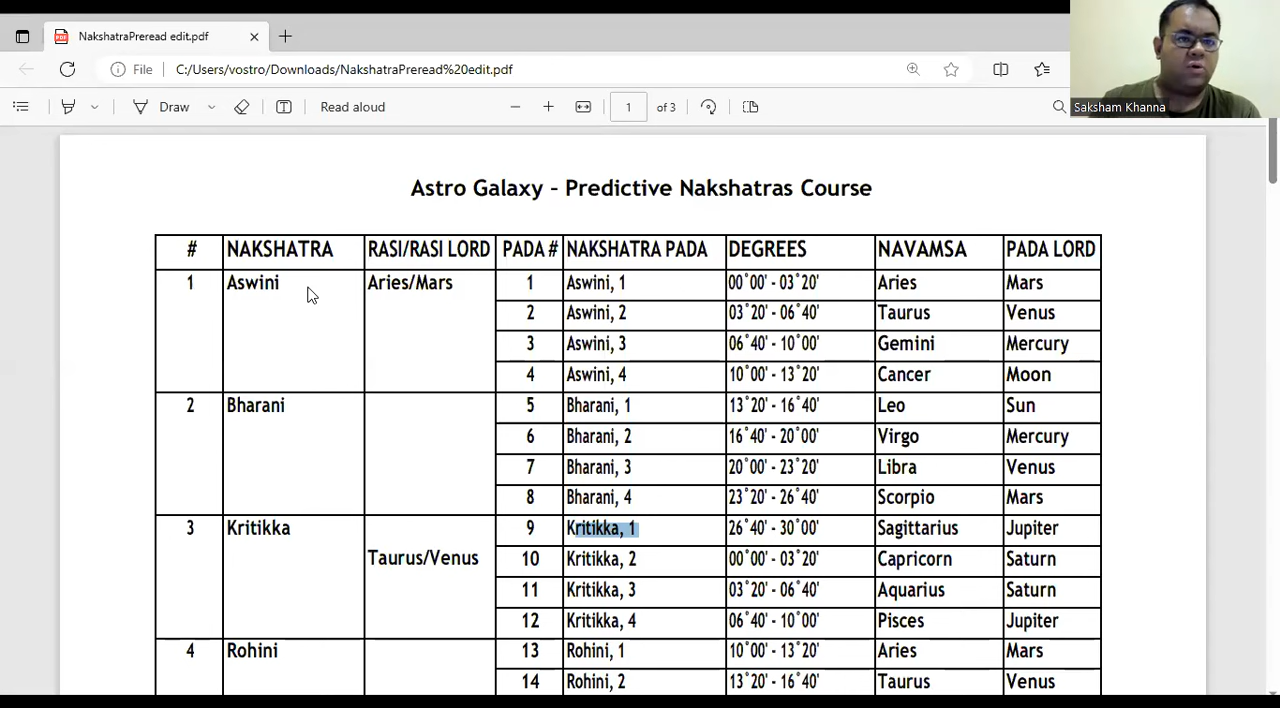 NakshatraPreread edit.pdf
File C:/Users/vostro/Downloads/NakshatraPreread%20edit.pdf
Draw Read aloud 1 of 3
Saksham Khanna
Astro Galaxy – Predictive Nakshatras Course
# NAKSHATRA RASI/RASI LORD PADA # NAKSHATRA PADA DEGREES NAVAMSA PADA LORD
1 Aswini Aries/Mars 1 Aswini, 1 00°00' - 03°20' Aries Mars
2 Aswini, 2 03°20' - 06°40' Taurus Venus
3 Aswini, 3 06°40' - 10°00' Gemini Mercury
4 Aswini, 4 10°00' - 13°20' Cancer Moon
2 Bharani 5 Bharani, 1 13°20' - 16°40' Leo Sun
6 Bharani, 2 16°40' - 20°00' Virgo Mercury
7 Bharani, 3 20°00' - 23°20' Libra Venus
8 Bharani, 4 23°20' - 26°40' Scorpio Mars
3 Kritikka 9 Kritikka, 1 26°40' - 30°00' Sagittarius Jupiter
Taurus/Venus 10 Kritikka, 2 00°00' - 03°20' Capricorn Saturn
11 Kritikka, 3 03°20' - 06°40' Aquarius Saturn
12 Kritikka, 4 06°40' - 10°00' Pisces Jupiter
4 Rohini 13 Rohini, 1 10°00' - 13°20' Aries Mars
14 Rohini, 2 13°20' - 16°40' Taurus Venus